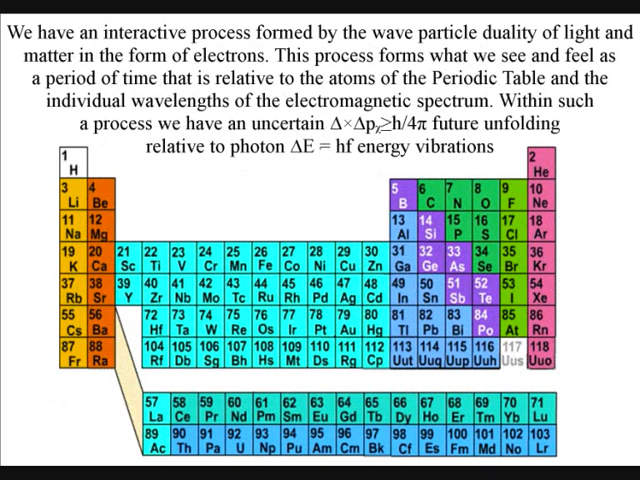 We have an interactive process formed by the wave particle duality of light and
matter in the form of electrons. This process forms what we see and feel as
a period of time that is relative to the atoms of the Periodic Table and the
individual wavelengths of the electromagnetic spectrum. Within such
a process we have an uncertain Δ×Δpᵪ≥h/4π future unfolding
relative to photon ΔE = hf energy vibrations
1 2
H He
3 4 5 6 7 8 9 10
Li Be B C N O F Ne
11 12 13 14 15 16 17 18
Na Mg Al Si P S Cl Ar
19 20 21 22 23 24 25 26 27 28 29 30 31 32 33 34 35 36
K Ca Sc Ti V Cr Mn Fe Co Ni Cu Zn Ga Ge As Se Br Kr
37 38 39 40 41 42 43 44 45 46 47 48 49 50 51 52 53 54
Rb Sr Y Zr Nb Mo Tc Ru Rh Pd Ag Cd In Sn Sb Te I Xe
55 56 72 73 74 75 76 77 78 79 80 81 82 83 84 85 86
Cs Ba Hf Ta W Re Os Ir Pt Au Hg Tl Pb Bi Po At Rn
87 88 104 105 106 107 108 109 110 111 112 113 114 115 116 117 118
Fr Ra Rf Db Sg Bh Hs Mt Ds Rg Cp Uut Uuq Uup Uuh Uus Uuo
57 58 59 60 61 62 63 64 65 66 67 68 69 70 71
La Ce Pr Nd Pm Sm Eu Gd Tb Dy Ho Er Tm Yb Lu
89 90 91 92 93 94 95 96 97 98 99 100 101 102 103
Ac Th Pa U Np Pu Am Cm Bk Cf Es Fm Md No Lr